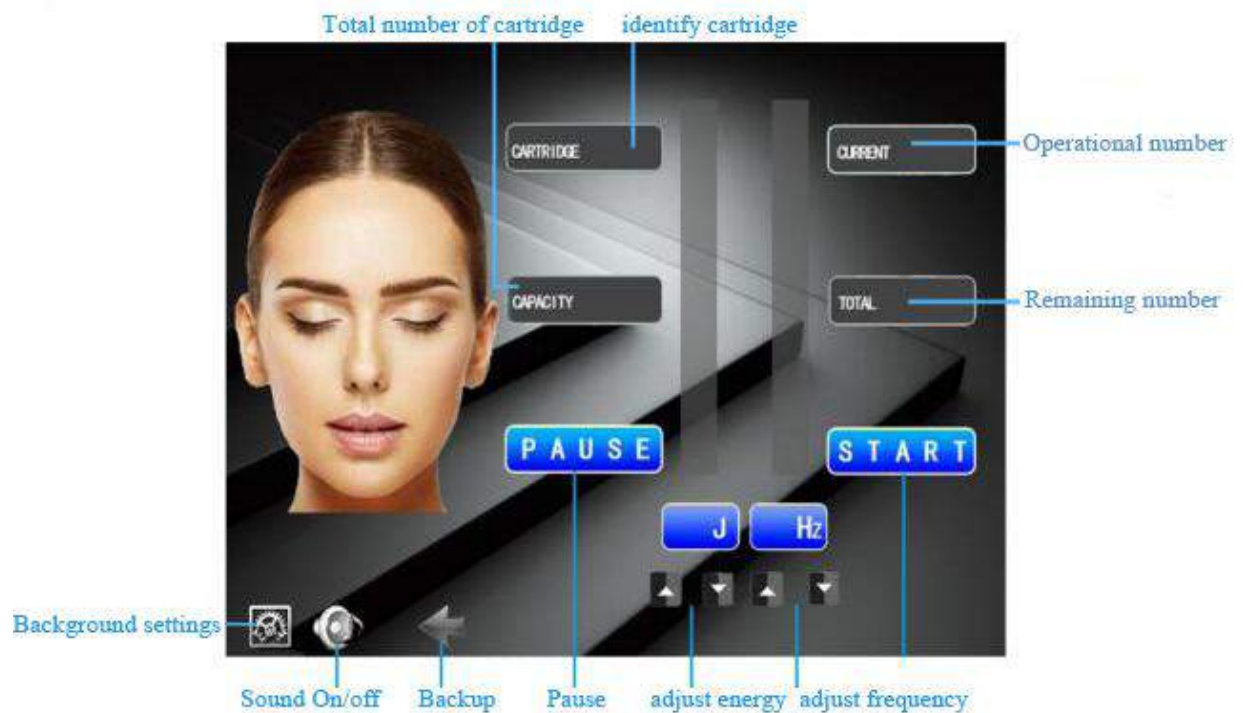 Total number of cartridge
identify cartridge
CARTRIDGE
CURRENT
Operational number
CAPACITY
TOTAL
Remaining number
PAUSE
START
J
Hz
Background settings
Sound On/off
Backup
Pause
adjust energy
adjust frequency